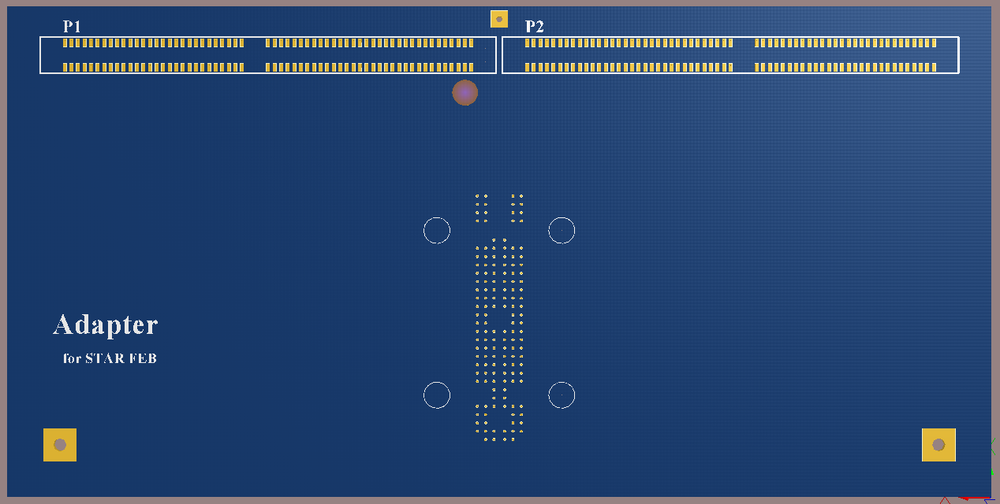 P1
P2
Adapter
for STAR FEB